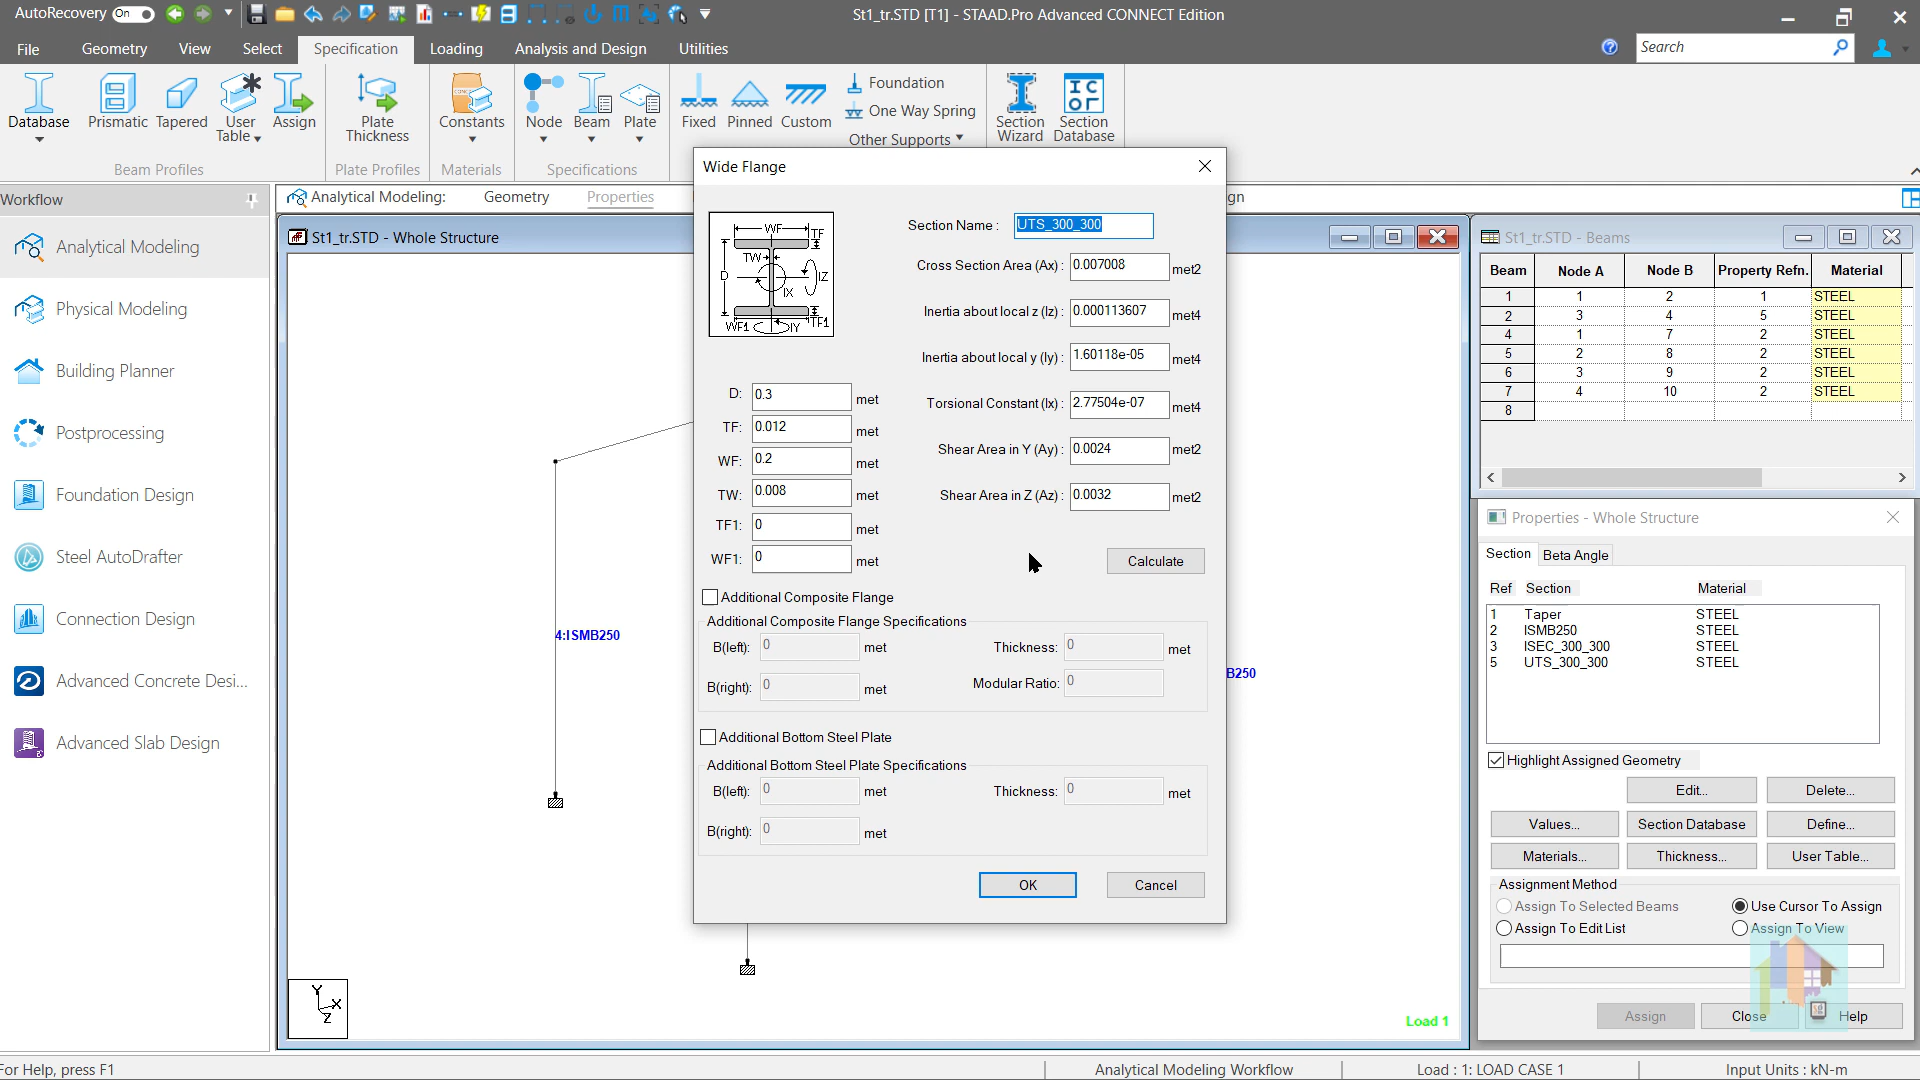 AutoRecovery On
St1_tr.STD [T1] - STAAD.Pro Advanced CONNECT Edition
File Geometry View Select Specification Loading Analysis and Design Utilities
Search
Database Prismatic Tapered User Table Assign Plate Thickness Constants Node Beam Plate Fixed Pinned Custom
Foundation
One Way Spring
Other Supports
Section Wizard Section Database
Beam Profiles Plate Profiles Materials Specifications
Workflow
Analytical Modeling
Physical Modeling
Building Planner
Postprocessing
Foundation Design
Steel AutoDrafter
Connection Design
Advanced Concrete Desi...
Advanced Slab Design
Analytical Modeling: Geometry Properties
gn
St1_tr.STD - Whole Structure
4:ISMB250
B250
Y
X
Z
Load 1
Wide Flange
WF
TF
TW
D
IZ
IX
WF1 IY TF1
Section Name : UTS_300_300
Cross Section Area (Ax) : 0.007008 met2
Inertia about local z (Iz) : 0.000113607 met4
Inertia about local y (Iy) : 1.60118e-05 met4
Torsional Constant (Ix) : 2.77504e-07 met4
Shear Area in Y (Ay) : 0.0024 met2
Shear Area in Z (Az) : 0.0032 met2
D: 0.3 met
TF: 0.012 met
WF: 0.2 met
TW: 0.008 met
TF1: 0 met
WF1: 0 met
Calculate
Additional Composite Flange
Additional Composite Flange Specifications
B(left): 0 met Thickness: 0 met
B(right): 0 met Modular Ratio: 0
Additional Bottom Steel Plate
Additional Bottom Steel Plate Specifications
B(left): 0 met Thickness: 0 met
B(right): 0 met
OK Cancel
St1_tr.STD - Beams
Beam Node A Node B Property Refn. Material
1 1 2 1 STEEL
2 3 4 5 STEEL
4 1 7 2 STEEL
5 2 8 2 STEEL
6 3 9 2 STEEL
7 4 10 2 STEEL
8
Properties - Whole Structure
Section Beta Angle
Ref Section Material
1 Taper STEEL
2 ISMB250 STEEL
3 ISEC_300_300 STEEL
5 UTS_300_300 STEEL
Highlight Assigned Geometry
Edit... Delete...
Values... Section Database Define...
Materials... Thickness... User Table...
Assignment Method
Assign To Selected Beams Use Cursor To Assign
Assign To Edit List Assign To View
Assign Close Help
For Help, press F1
Analytical Modeling Workflow
Load : 1: LOAD CASE 1
Input Units : kN-m